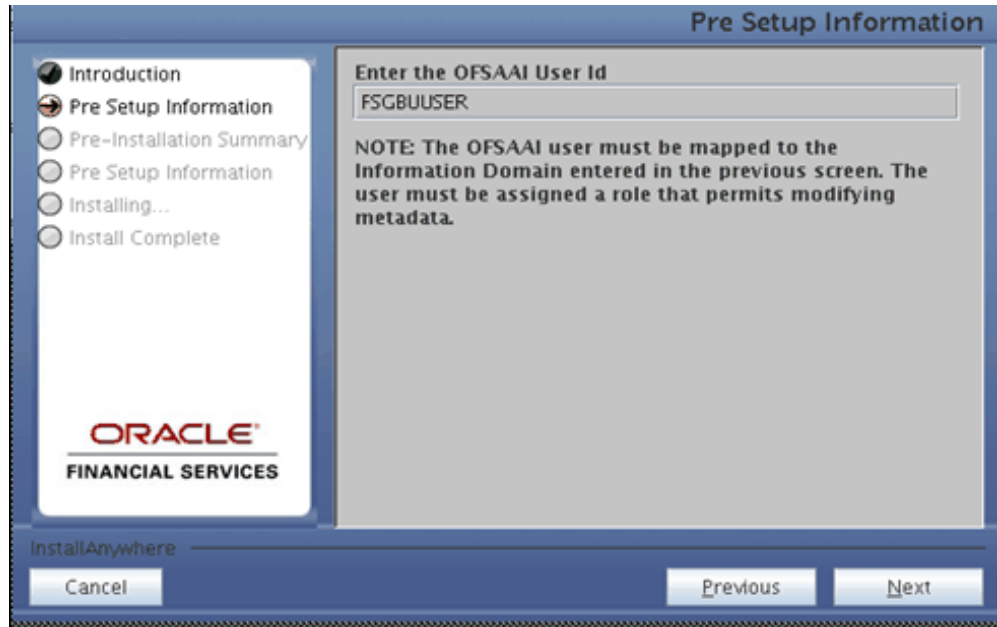 Pre Setup Information
Introduction
Pre Setup Information
Pre-Installation Summary
Pre Setup Information
Installing...
Install Complete
ORACLE
FINANCIAL SERVICES
Enter the OFSAAI User Id
FSGBUUSER
NOTE: The OFSAAI user must be mapped to the
Information Domain entered in the previous screen. The
user must be assigned a role that permits modifying
metadata.
InstallAnywhere
Cancel
Previous
Next